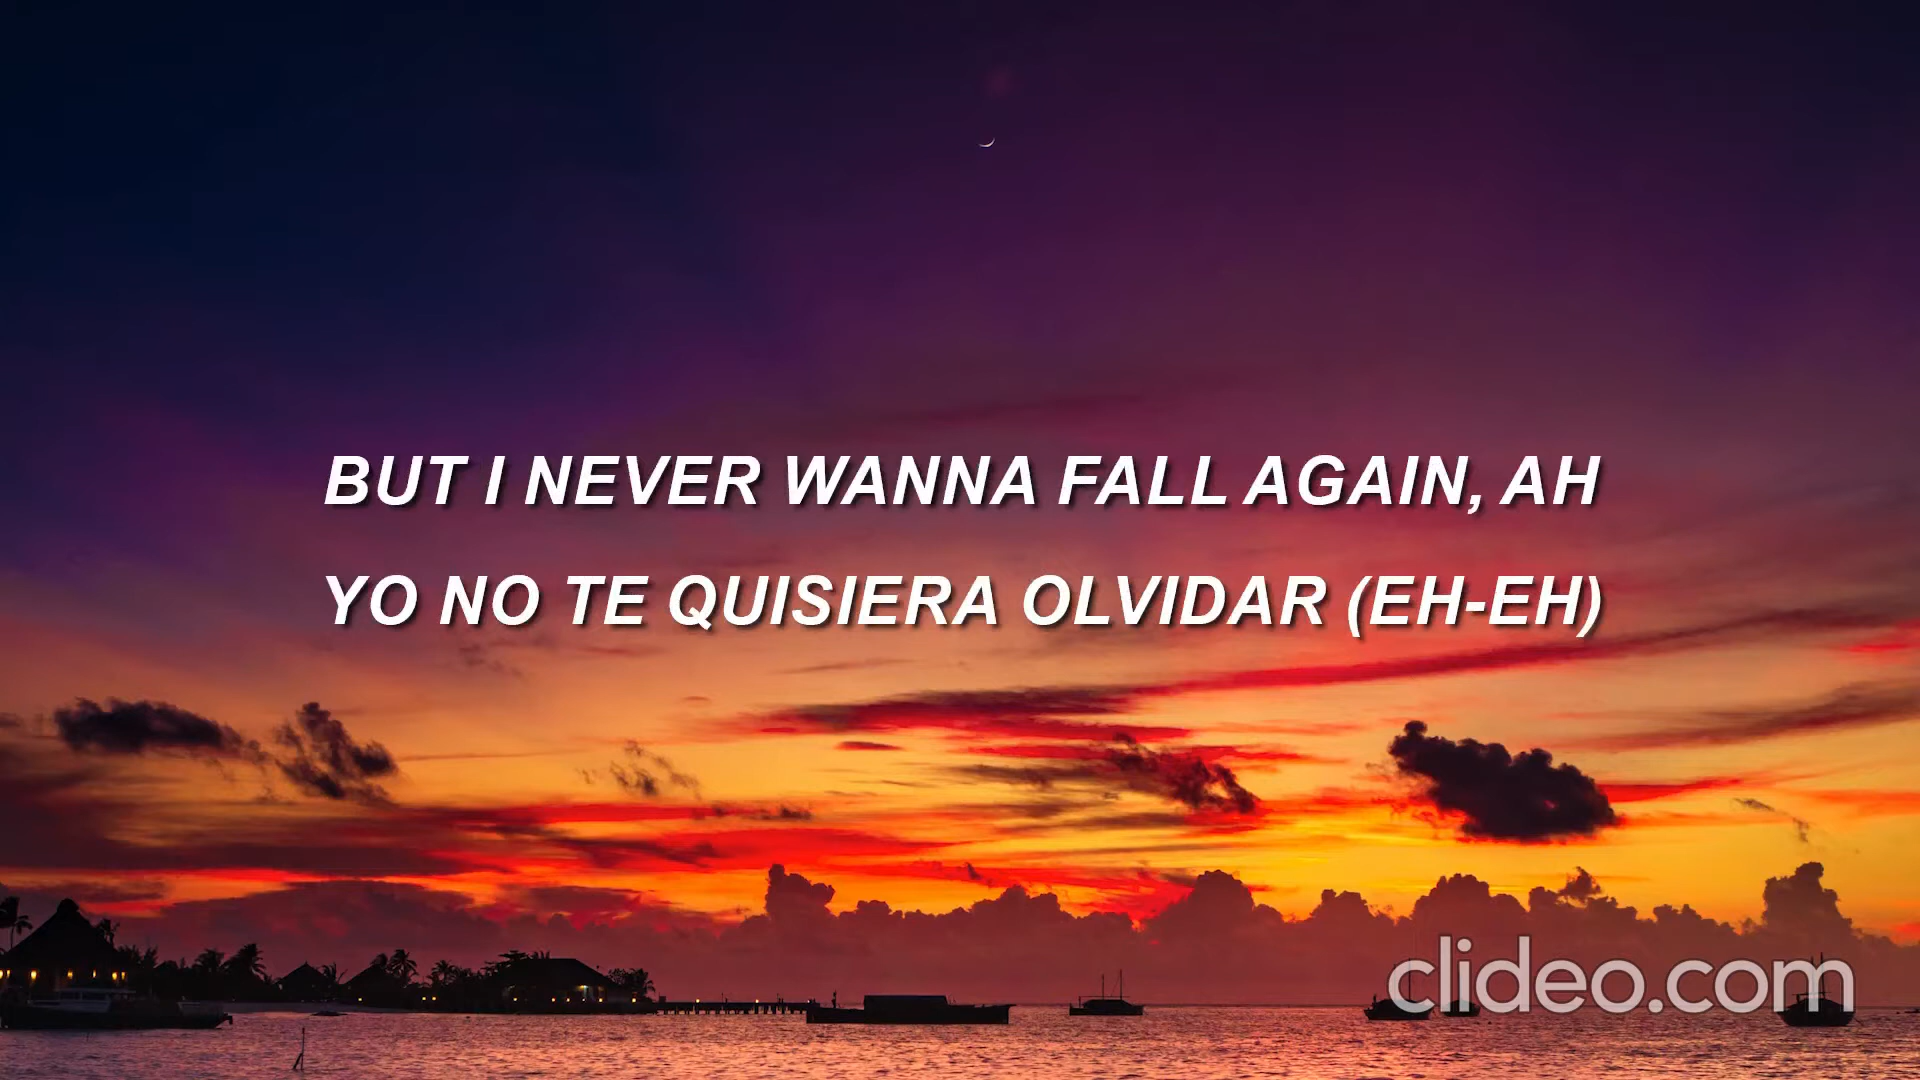 BUT I NEVER WANNA FALL AGAIN, AH
YO NO TE QUISIERA OLVIDAR (EH-EH)
clideo.com